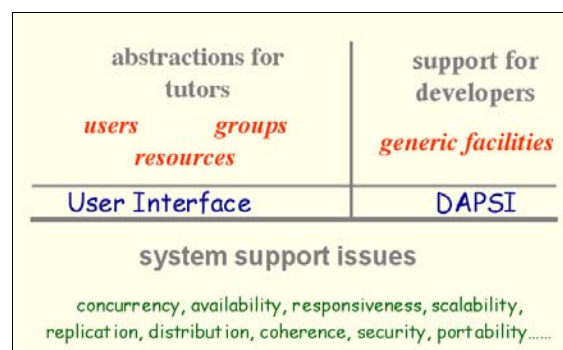 abstractions for
tutors
users groups
resources
support for
developers
generic facilities
User Interface
DAPSI
system support issues
concurrency, availability, responsiveness, scalability,
replication, distribution, coherence, security, portability......